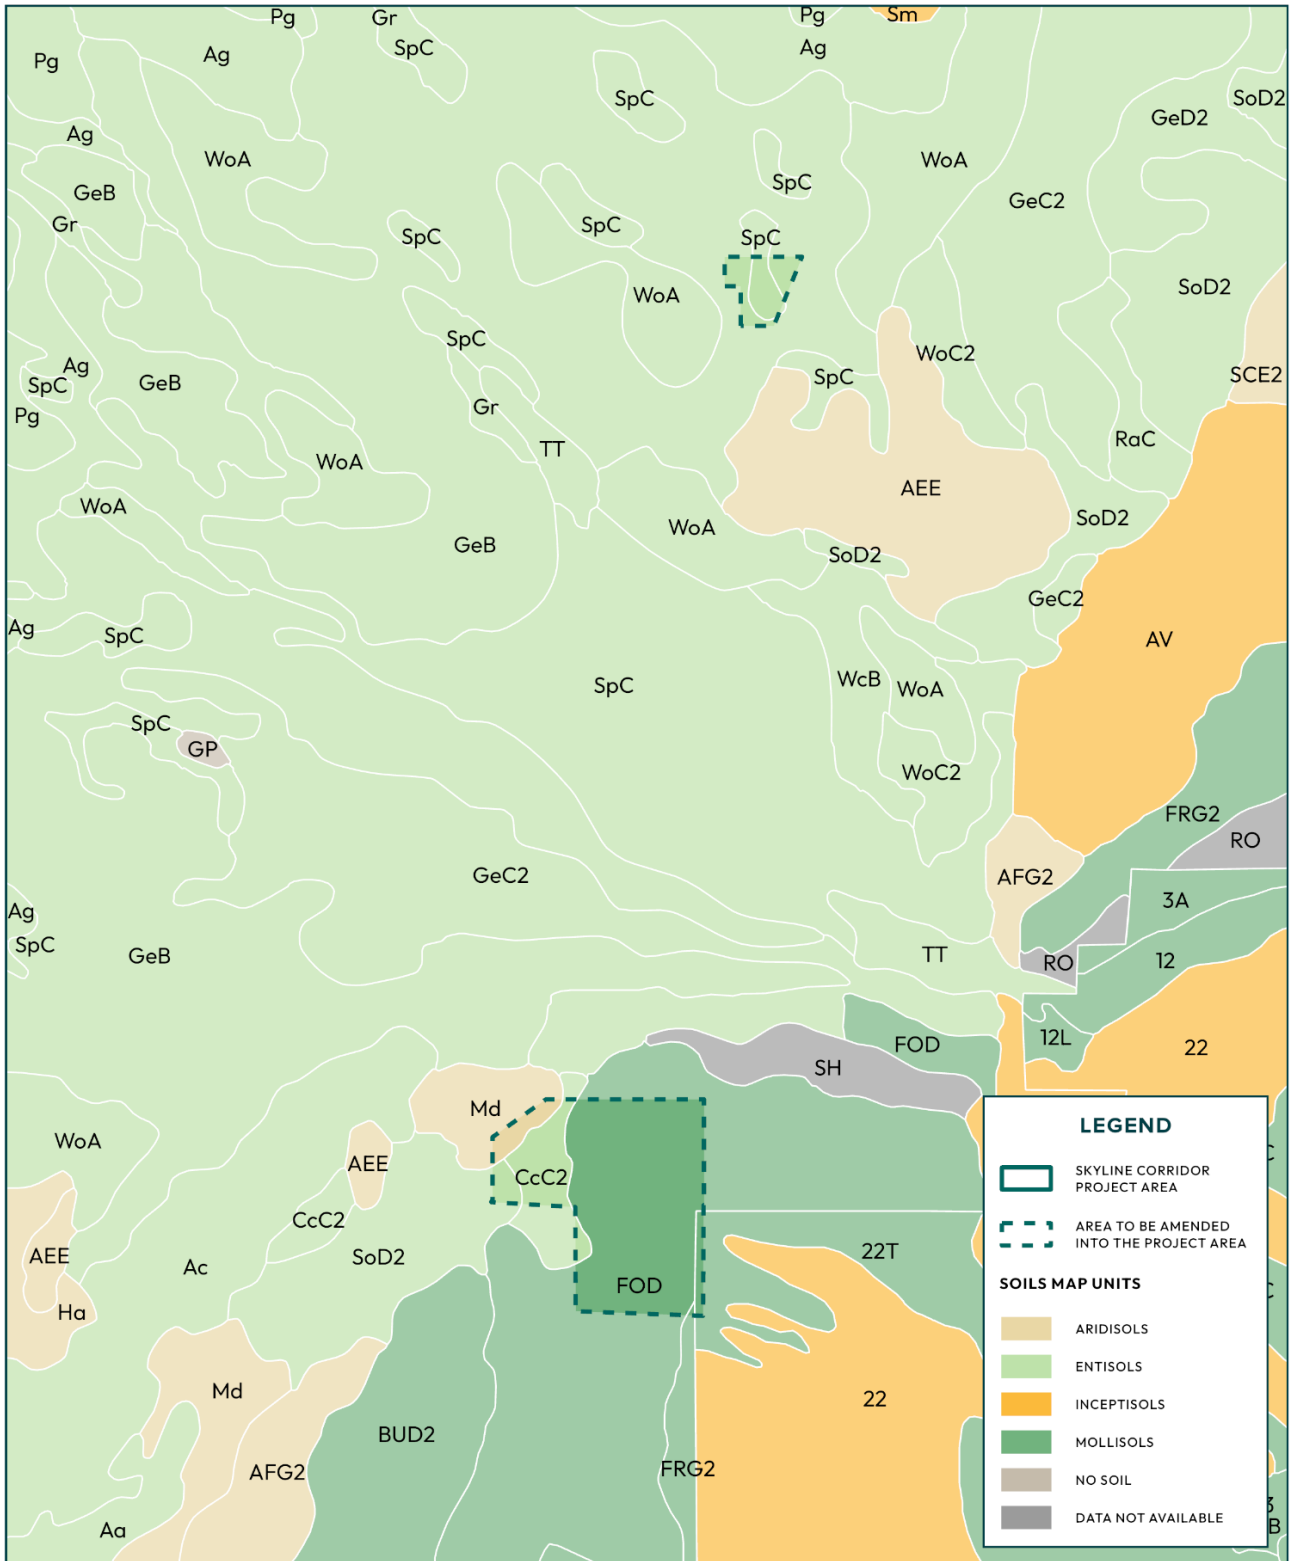 Pg
Gr
Pg
Sm
SpC
Ag
Pg
Ag
SpC
SoD2
GeD2
Ag
WoA
WoA
SpC
GeB
GeC2
Gr
SpC
SpC
SpC
WoA
SoD2
SpC
WoC2
Ag
SpC
GeB
SpC
SCE2
Pg
Gr
RaC
TT
WoA
AEE
WoA
WoA
SoD2
GeB
SoD2
GeC2
Ag
SpC
AV
WcB
SpC
WoA
SpC
GP
WoC2
FRG2
RO
GeC2
AFG2
3A
Ag
SpC
GeB
TT
RO
12
12L
FOD
22
SH
Md
WoA
AEE
CcC2
CcC2
AEE
SoD2
22T
Ac
FOD
Ha
Md
22
BUD2
AFG2
FRG2
Aa
LEGEND
SKYLINE CORRIDOR
PROJECT AREA
AREA TO BE AMENDED
INTO THE PROJECT AREA
SOILS MAP UNITS
ARIDISOLS
ENTISOLS
INCEPTISOLS
MOLLISOLS
NO SOIL
DATA NOT AVAILABLE
B